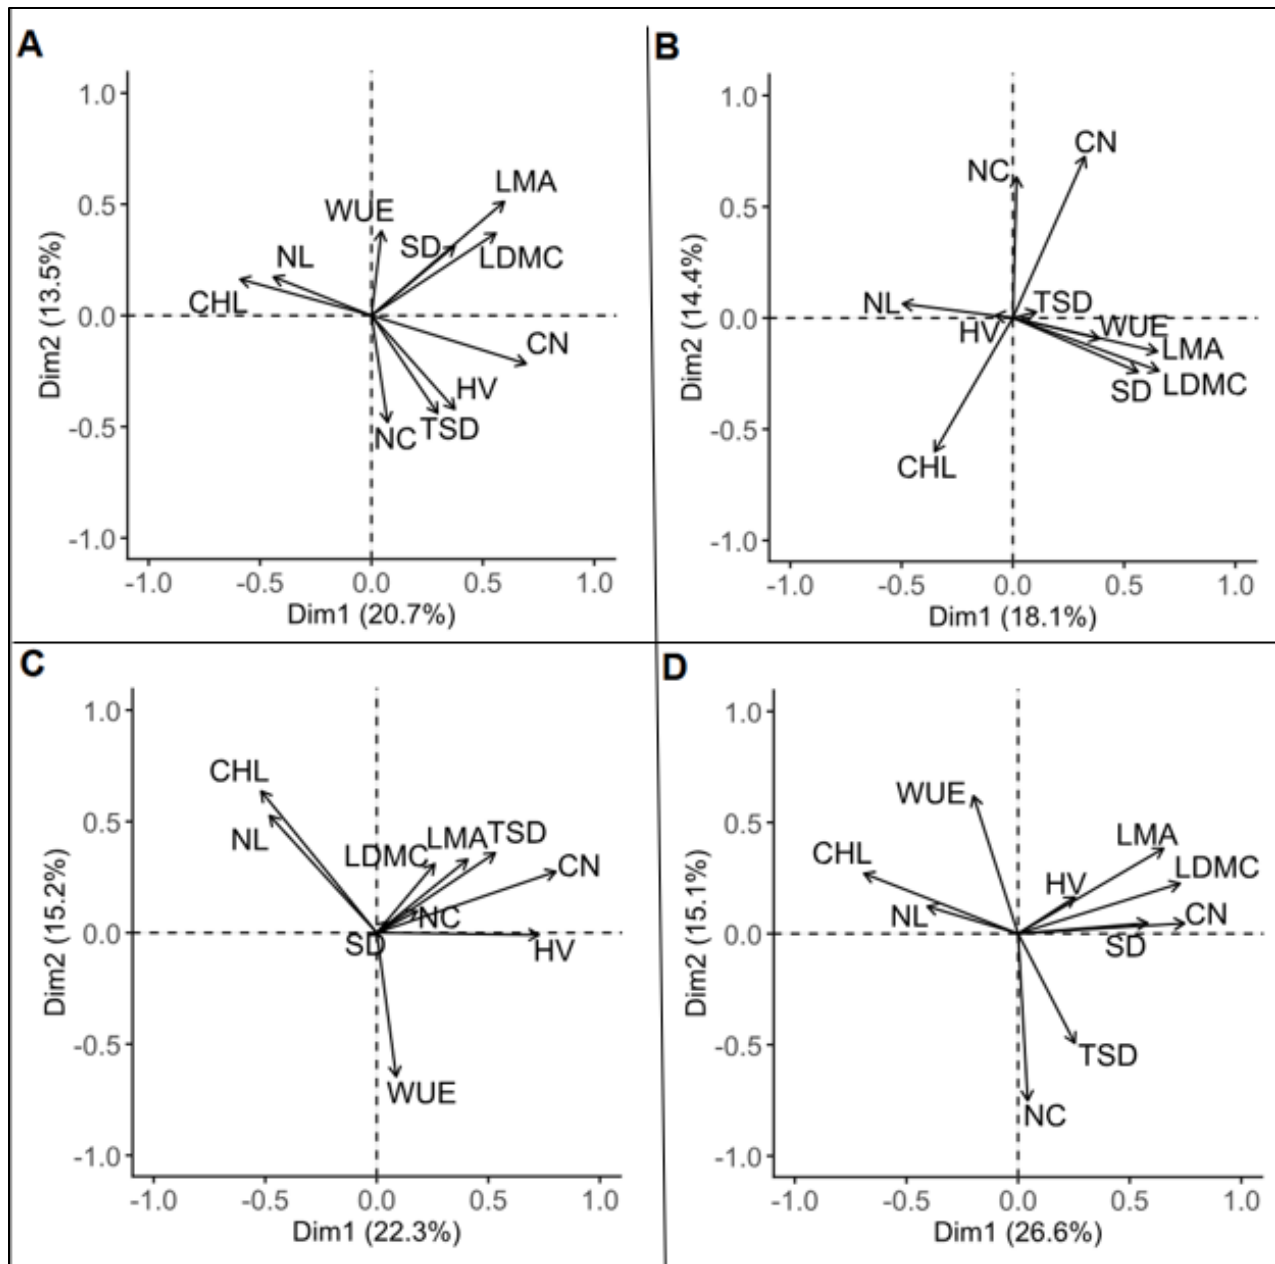 A
1.0
0.5
0.0
-0.5
-1.0
Dim2 (13.5%)
LMA
WUE
SD
LDMC
NL
CHL
CN
HV
TSD
NC
-1.0 -0.5 0.0 0.5 1.0
Dim1 (20.7%)
B
1.0
0.5
0.0
-0.5
-1.0
Dim2 (14.4%)
CN
NC
NL
TSD
HV
WUE
LMA
LDMC
SD
CHL
-1.0 -0.5 0.0 0.5 1.0
Dim1 (18.1%)
C
1.0
0.5
0.0
-0.5
-1.0
Dim2 (15.2%)
CHL
NL
LDMC
LMA
TSD
CN
NC
SD
HV
WUE
-1.0 -0.5 0.0 0.5 1.0
Dim1 (22.3%)
D
1.0
0.5
0.0
-0.5
-1.0
Dim2 (15.1%)
WUE
LMA
CHL
LDMC
HV
NL
CN
SD
TSD
NC
-1.0 -0.5 0.0 0.5 1.0
Dim1 (26.6%)